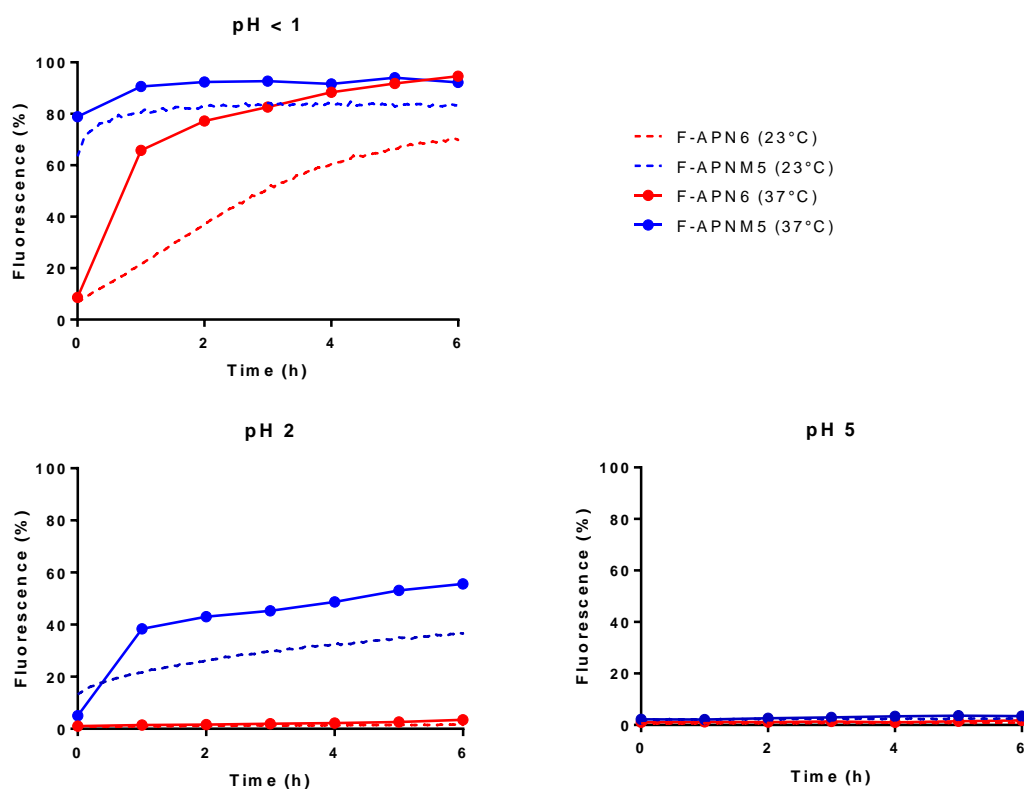 pH < 1
100
80
60
40
20
0
Fluorescence (%)
0 2 4 6
Time (h)
F-APN6 (23°C)
F-APNM5 (23°C)
F-APN6 (37°C)
F-APNM5 (37°C)
pH 2
100
80
60
40
20
0
Fluorescence (%)
0 2 4 6
Time (h)
pH 5
100
80
60
40
20
0
Fluorescence (%)
0 2 4 6
Time (h)